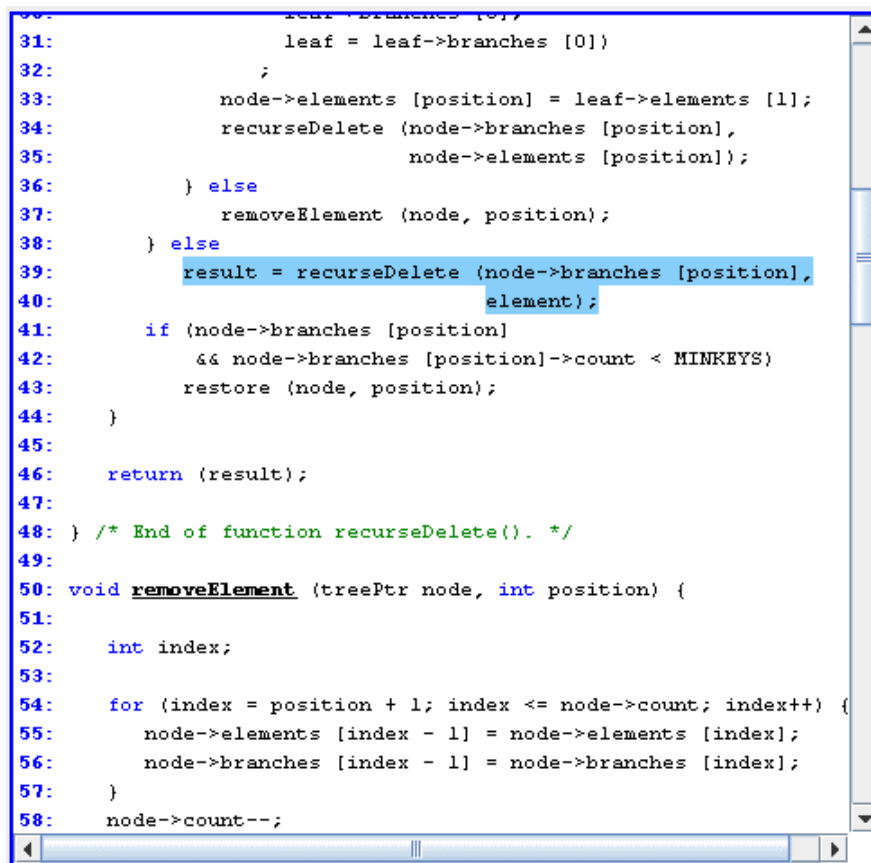 31:                         leaf = leaf->branches [0])
32:                      ;
33:                  node->elements [position] = leaf->elements [1];
34:                  recurseDelete (node->branches [position],
35:                                 node->elements [position]);
36:               } else
37:                  removeElement (node, position);
38:            } else
39:               result = recurseDelete (node->branches [position],
40:                                       element);
41:            if (node->branches [position]
42:                && node->branches [position]->count < MINKEYS)
43:               restore (node, position);
44:         }
45:
46:         return (result);
47:
48: } /* End of function recurseDelete(). */
49:
50: void removeElement (treePtr node, int position) {
51:
52:    int index;
53:
54:    for (index = position + 1; index <= node->count; index++) {
55:       node->elements [index - 1] = node->elements [index];
56:       node->branches [index - 1] = node->branches [index];
57:    }
58:    node->count--;